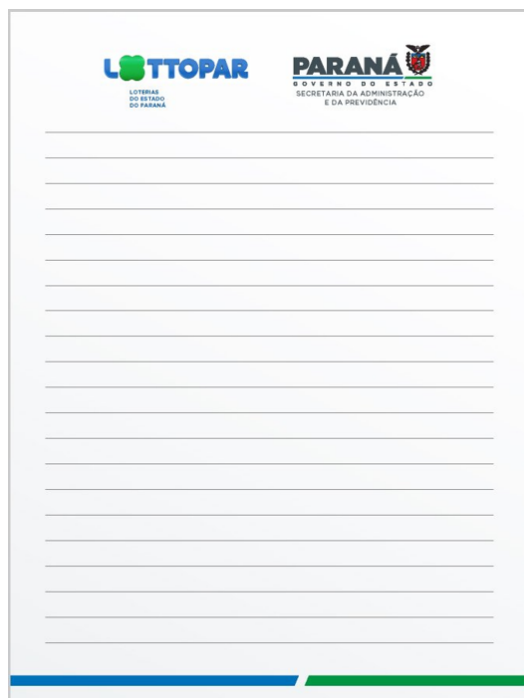 LOTTOPAR
LOTERIAS
DO ESTADO
DO PARANÁ
PARANÁ
GOVERNO DO ESTADO
SECRETARIA DA ADMINISTRAÇÃO
E DA PREVIDÊNCIA